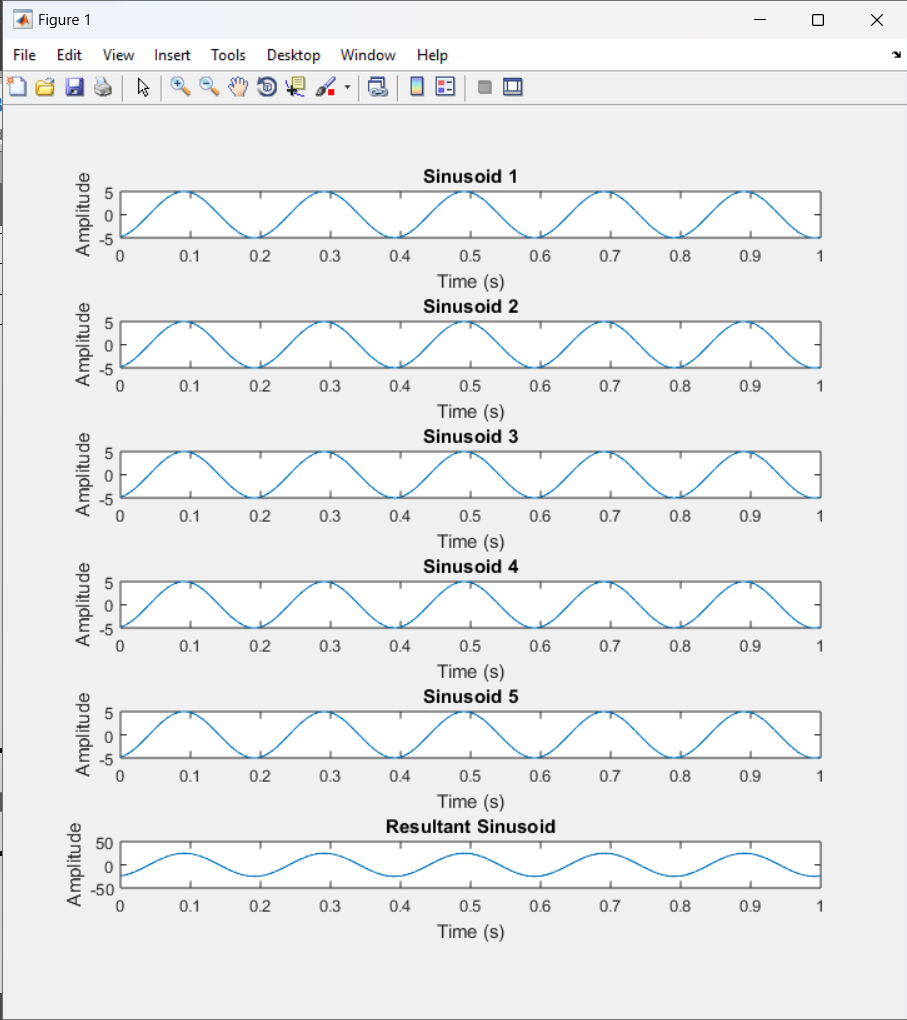 Figure 1
File Edit View Insert Tools Desktop Window Help
Sinusoid 1
Amplitude
5
0
-5
0 0.1 0.2 0.3 0.4 0.5 0.6 0.7 0.8 0.9 1
Time (s)
Sinusoid 2
Amplitude
5
0
-5
0 0.1 0.2 0.3 0.4 0.5 0.6 0.7 0.8 0.9 1
Time (s)
Sinusoid 3
Amplitude
5
0
-5
0 0.1 0.2 0.3 0.4 0.5 0.6 0.7 0.8 0.9 1
Time (s)
Sinusoid 4
Amplitude
5
0
-5
0 0.1 0.2 0.3 0.4 0.5 0.6 0.7 0.8 0.9 1
Time (s)
Sinusoid 5
Amplitude
5
0
-5
0 0.1 0.2 0.3 0.4 0.5 0.6 0.7 0.8 0.9 1
Time (s)
Resultant Sinusoid
Amplitude
50
0
-50
0 0.1 0.2 0.3 0.4 0.5 0.6 0.7 0.8 0.9 1
Time (s)